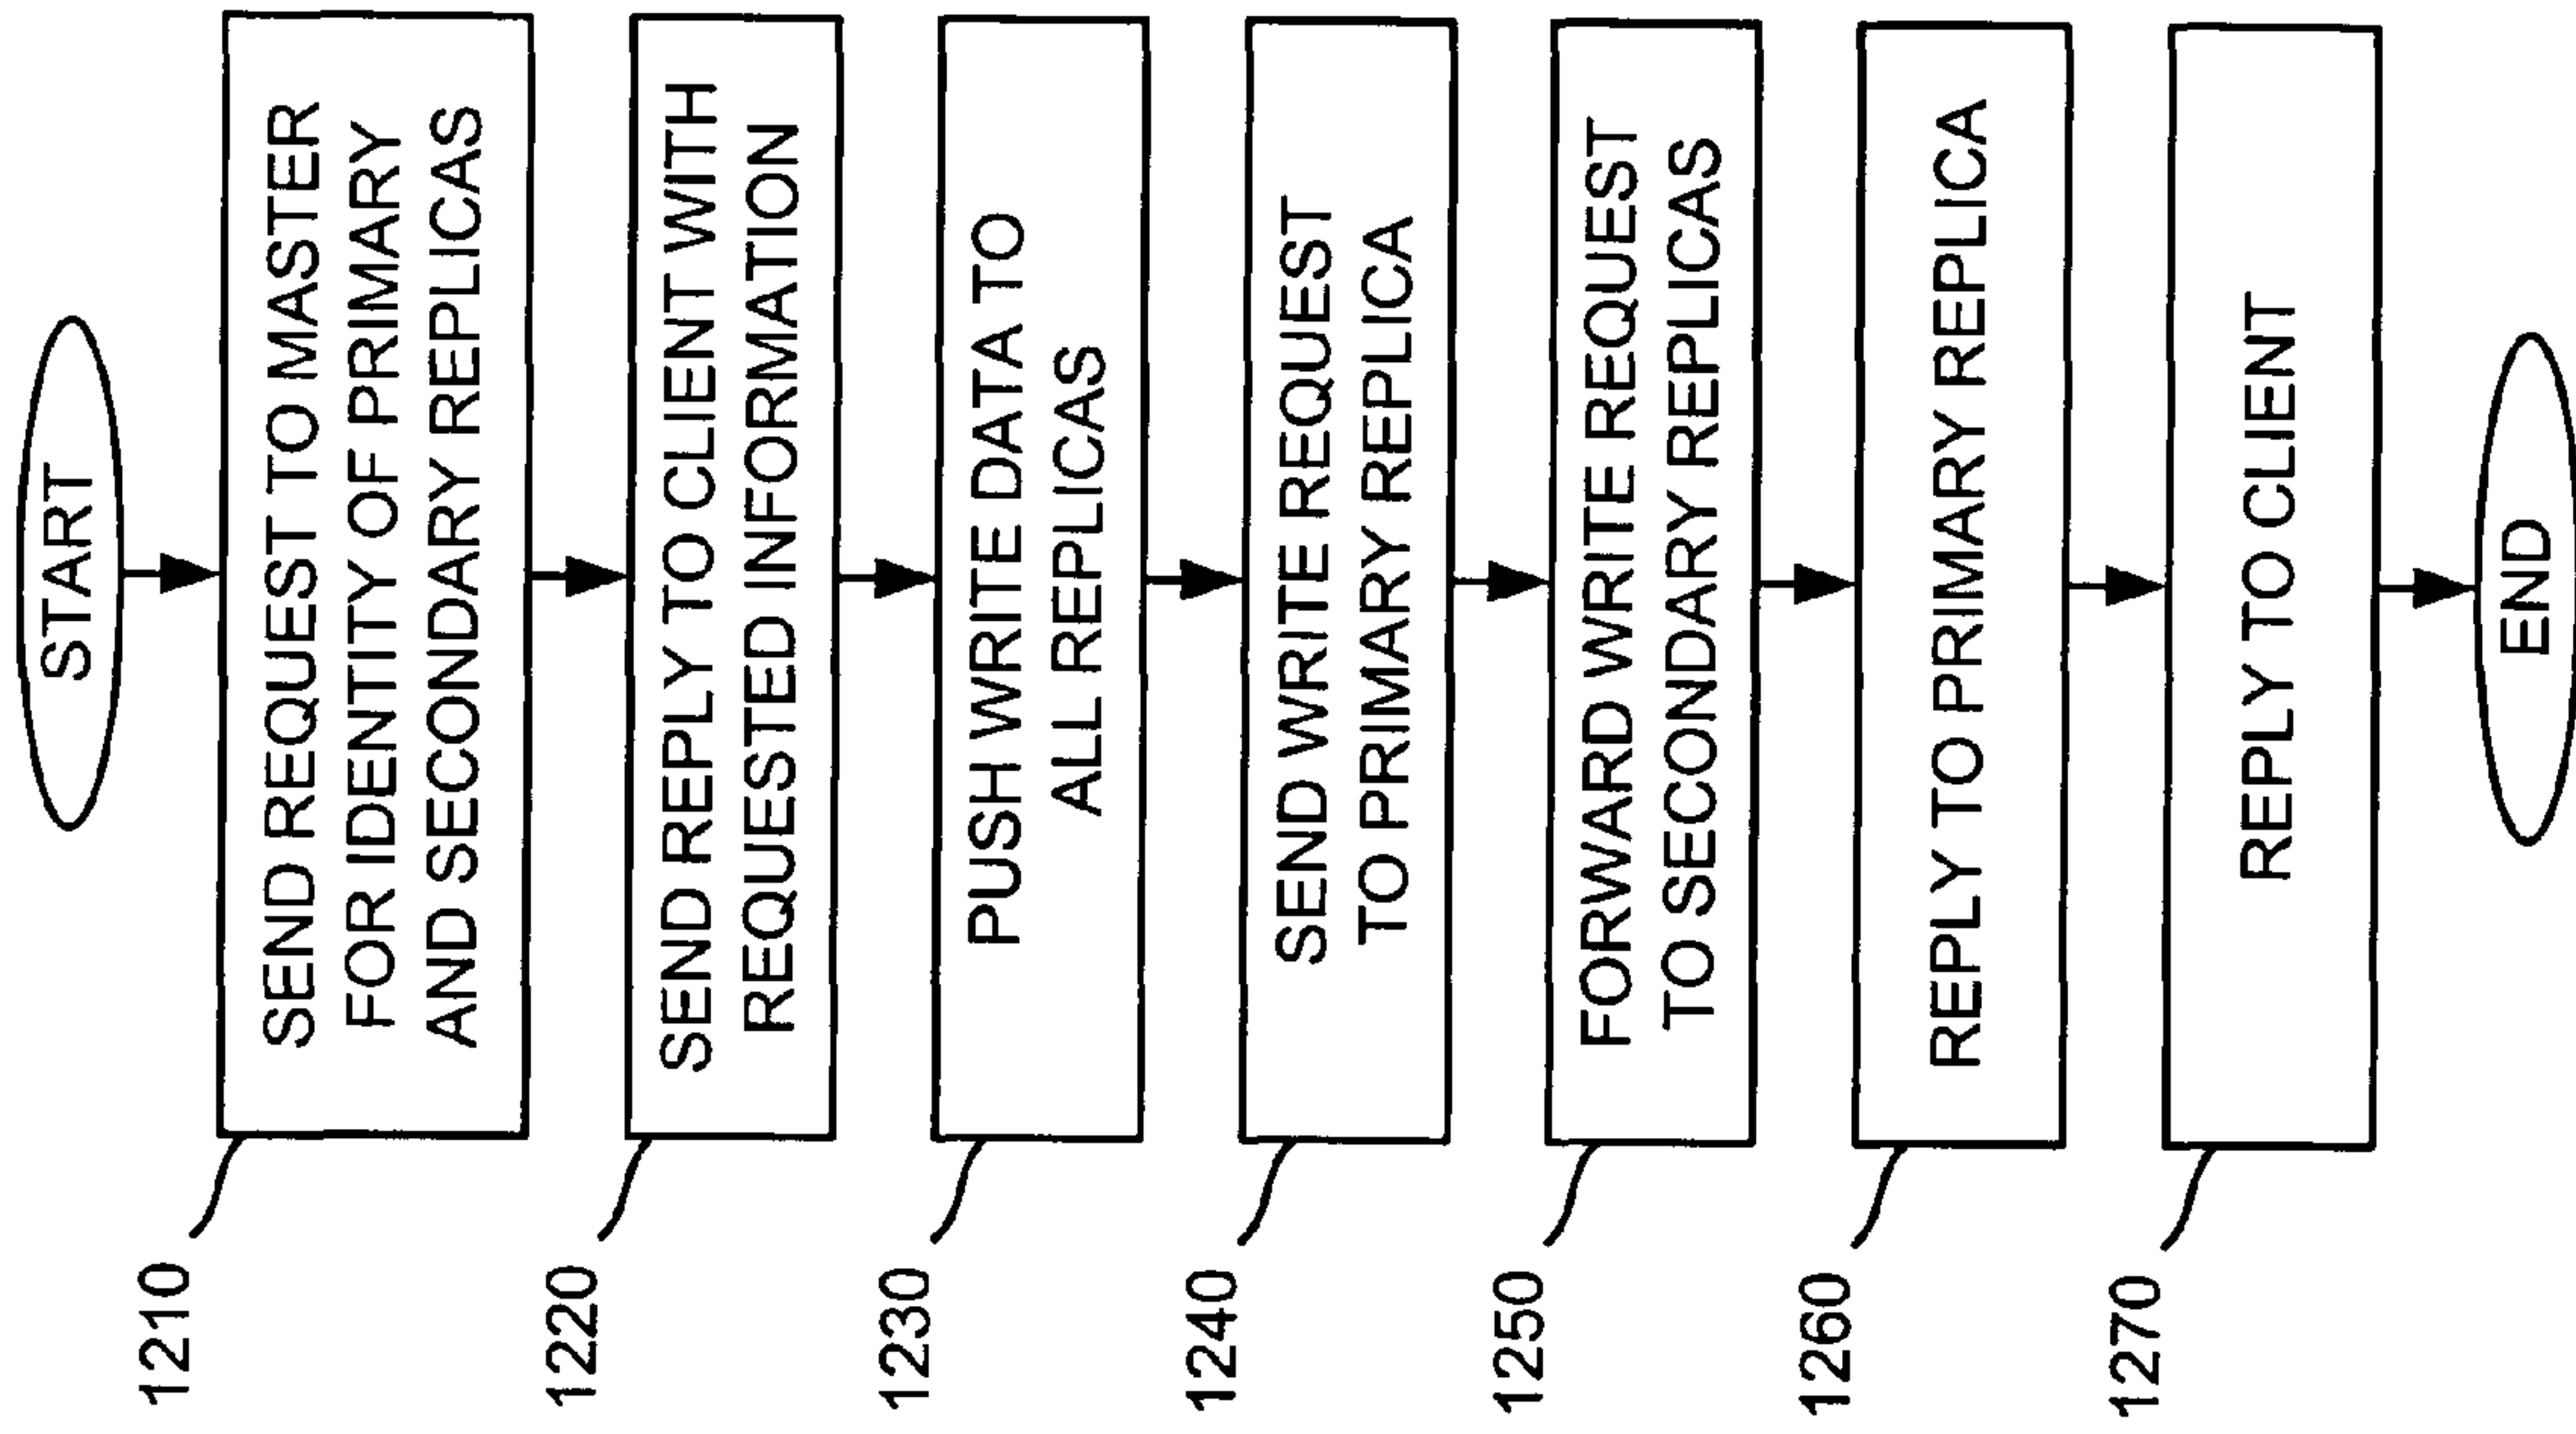 START
1210
SEND REQUEST TO MASTER
FOR IDENTITY OF PRIMARY
AND SECONDARY REPLICAS
1220
SEND REPLY TO CLIENT WITH
REQUESTED INFORMATION
1230
PUSH WRITE DATA TO
ALL REPLICAS
1240
SEND WRITE REQUEST
TO PRIMARY REPLICA
1250
FORWARD WRITE REQUEST
TO SECONDARY REPLICAS
1260
REPLY TO PRIMARY REPLICA
1270
REPLY TO CLIENT
END